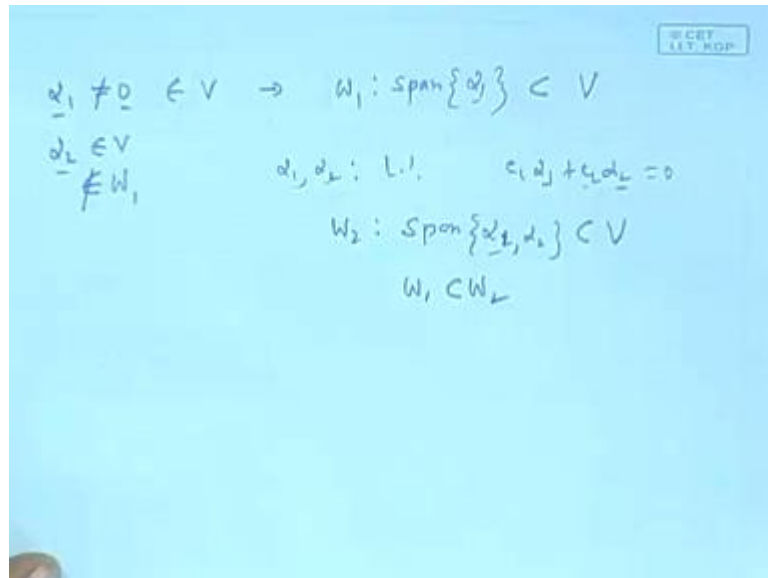 © CET
I.I.T. KGP
α₁ ≠ 0 ∈ V → W₁ : Span{α₁} ⊂ V
α₂ ∈ V
∉ W₁
α₁, α₂ : L.I. c₁α₁ + c₂α₂ = 0
W₂ : Span{α₁, α₂} ⊂ V
W₁ ⊂ W₂